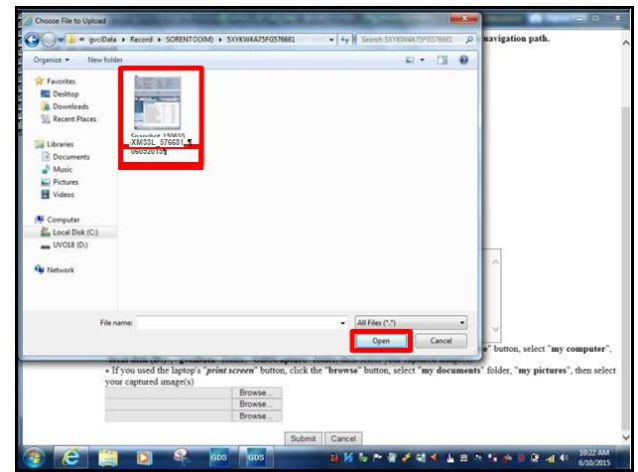 Choose File to Upload
gvciData ▸ Record ▸ SORENTO(XM) ▸ 5XYKW4A75FG576681
Search 5XYKW4A75FG576681
navigation path.
Organize
New folder
Favorites
Desktop
Downloads
Recent Places
Libraries
Documents
Music
Pictures
Videos
Computer
Local Disk (C:)
UVO18 (D:)
Network
XM33L_576681_¶
06092015¶
File name:
All Files (*.*)
Open
Cancel
button, select "my computer",
• If you used the laptop's "print screen" button, click the "browse" button, select "my documents" folder, "my pictures", then select
your captured image(s)
Browse...
Browse...
Browse...
Submit
Cancel
GDS
GDS
10:22 AM
6/10/2015